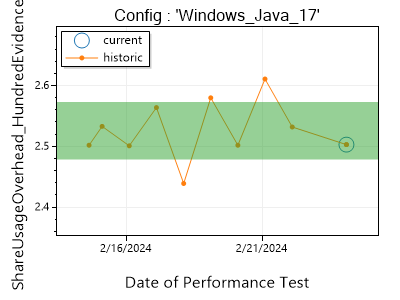 Config : 'Windows_Java_17'
current
historic
ShareUsageOverhead_HundredEvidence
2.6
2.5
2.4
2/16/2024
2/21/2024
Date of Performance Test